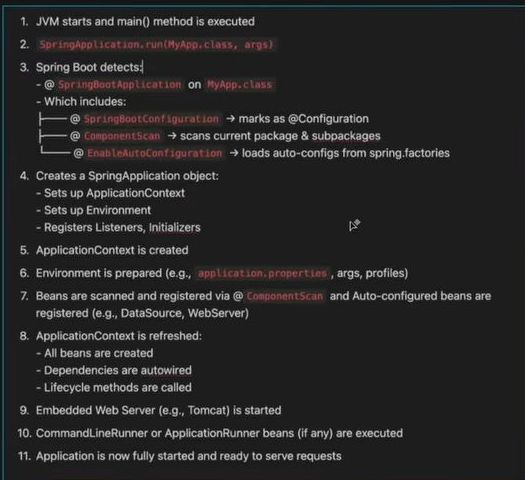 1. JVM starts and main() method is executed
2. SpringApplication.run(MyApp.class, args)
3. Spring Boot detects:
- @ SpringBootApplication on MyApp.class
- Which includes:
├── @ SpringBootConfiguration → marks as @Configuration
├── @ ComponentScan → scans current package & subpackages
└── @ EnableAutoConfiguration → loads auto-configs from spring.factories
4. Creates a SpringApplication object:
- Sets up ApplicationContext
- Sets up Environment
- Registers Listeners, Initializers
5. ApplicationContext is created
6. Environment is prepared (e.g., application.properties, args, profiles)
7. Beans are scanned and registered via @ ComponentScan and Auto-configured beans are
registered (e.g., DataSource, WebServer)
8. ApplicationContext is refreshed:
- All beans are created
- Dependencies are autowired
- Lifecycle methods are called
9. Embedded Web Server (e.g., Tomcat) is started
10. CommandLineRunner or ApplicationRunner beans (if any) are executed
11. Application is now fully started and ready to serve requests